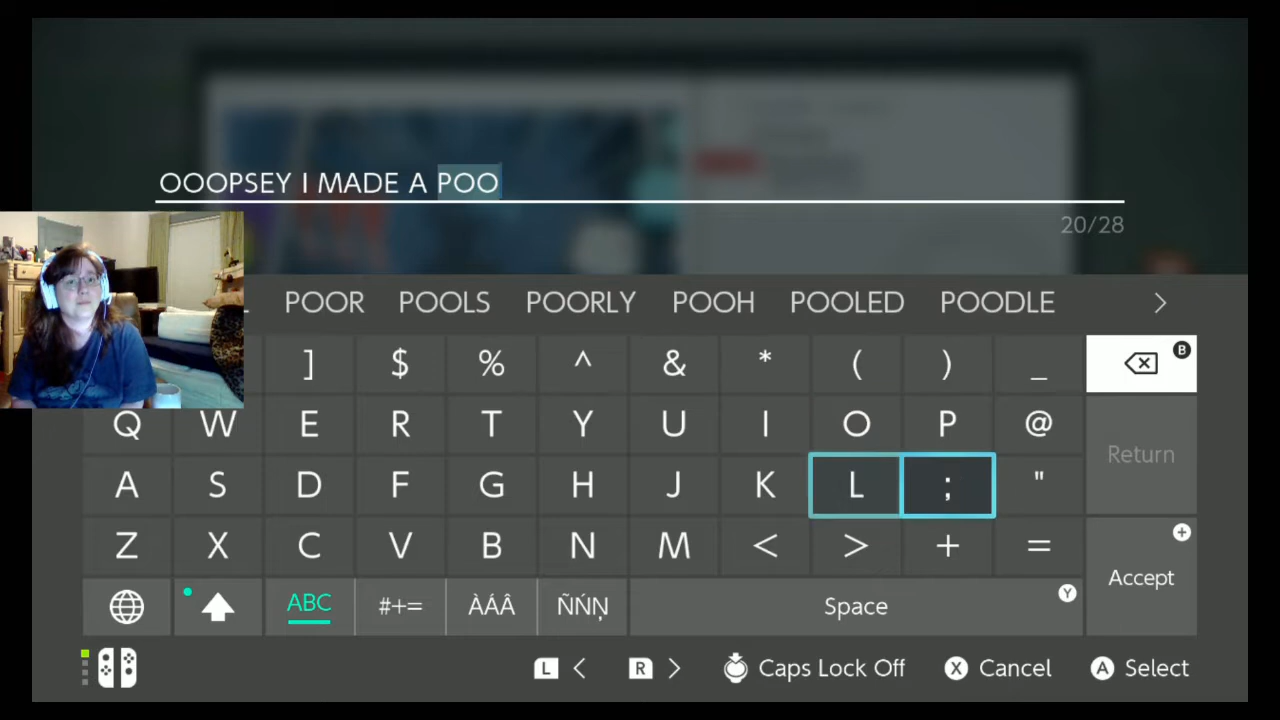 OOOPSEY I MADE A POO
20/28
POOR POOLS POORLY POOH POOLED POODLE >
] $ % ^ & * ( ) _ B
Q W E R T Y U I O P @
Return
A S D F G H J K L ; "
Z X C V B N M < > + = +
Accept
ABC #+= ÀÁÂ ÑŃŅ Space Y
L < R > Caps Lock Off X Cancel A Select